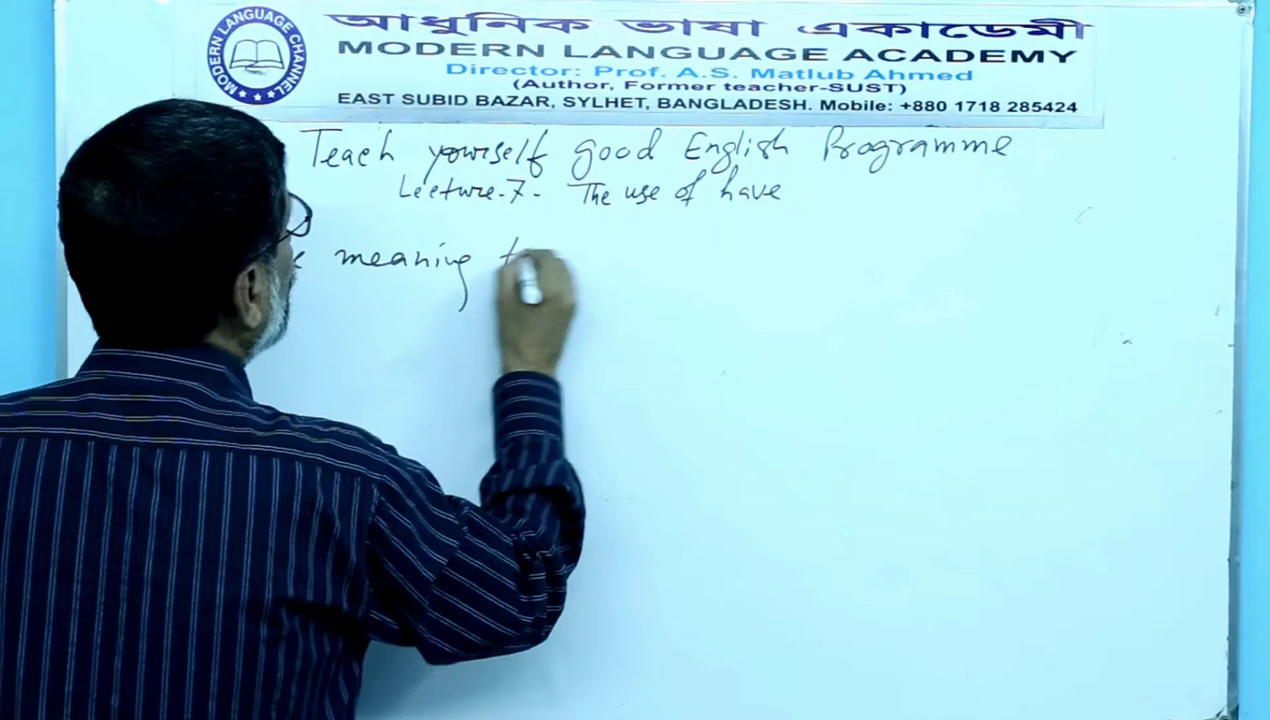 MODERN LANGUAGE CHANNEL
আধুনিক ভাষা একাডেমী
MODERN LANGUAGE ACADEMY
Director: Prof. A.S. Matlub Ahmed
(Author, Former teacher-SUST)
EAST SUBID BAZAR, SYLHET, BANGLADESH. Mobile: +880 1718 285424
Teach yourself good English Programme
Lecture-7- The use of have
meaning